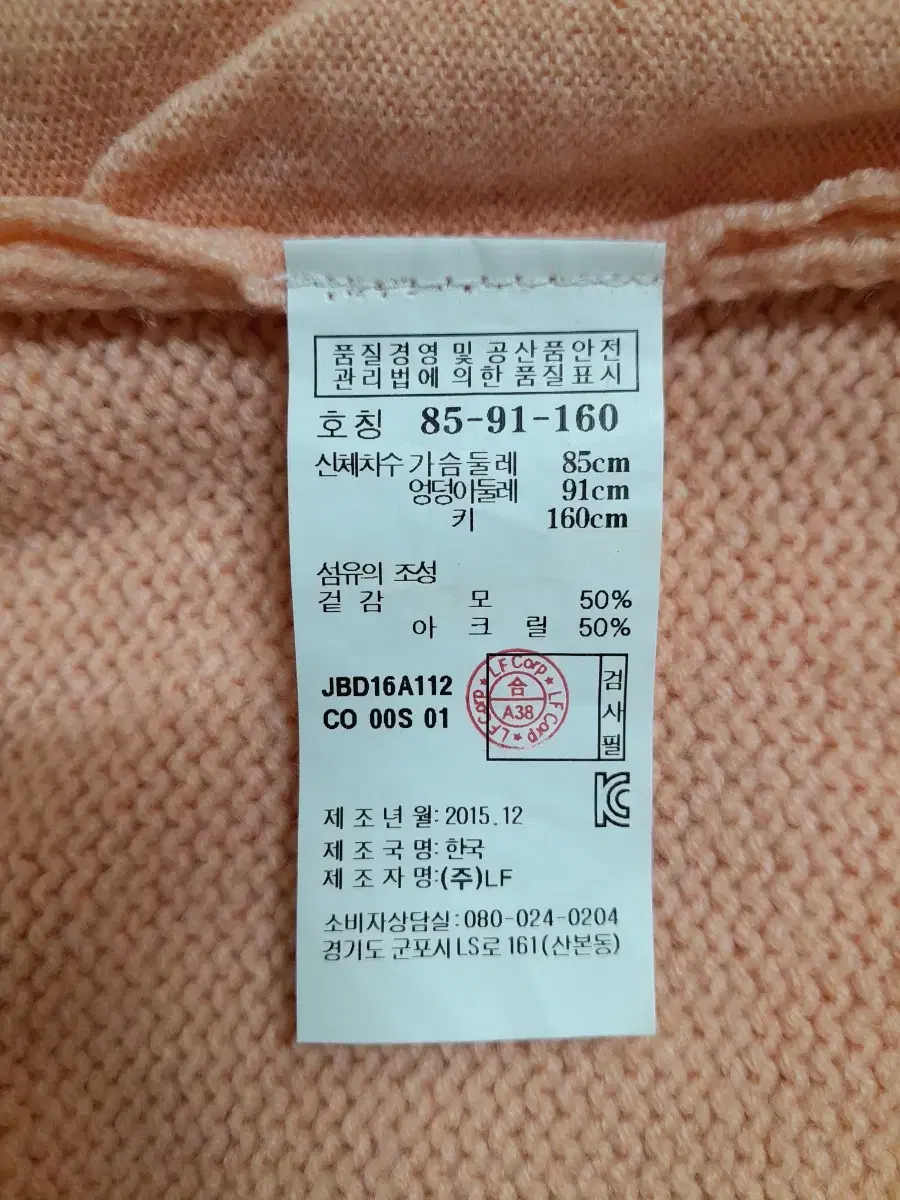 품질경영 및 공산품안전
관리법에 의한 품질표시
호칭 85-91-160
신체차수 가슴둘레 85cm
엉덩이둘레 91cm
키 160cm
섬유의 조성
겉감 모 50%
아크릴 50%
JBD16A112
CO 00S 01
LF Corp ★ LF Corp ★ LF Corp ★
合
A38
검사필
KC
제조년월: 2015.12
제조국명: 한국
제조자명:(주)LF
소비자상담실:080-024-0204
경기도 군포시 LS로 161(산본동)